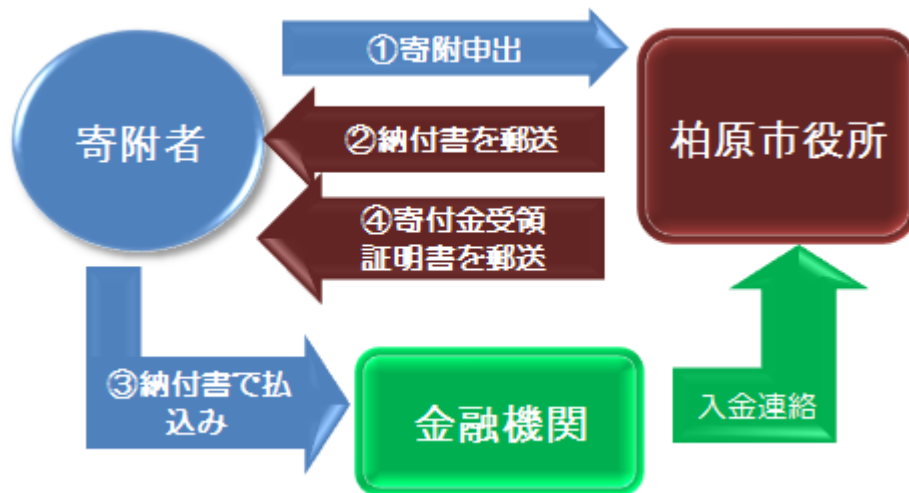 ①寄附申出
寄附者
②納付書を郵送
柏原市役所
④寄付金受領
証明書を郵送
③納付書で払
込み
金融機関
入金連絡